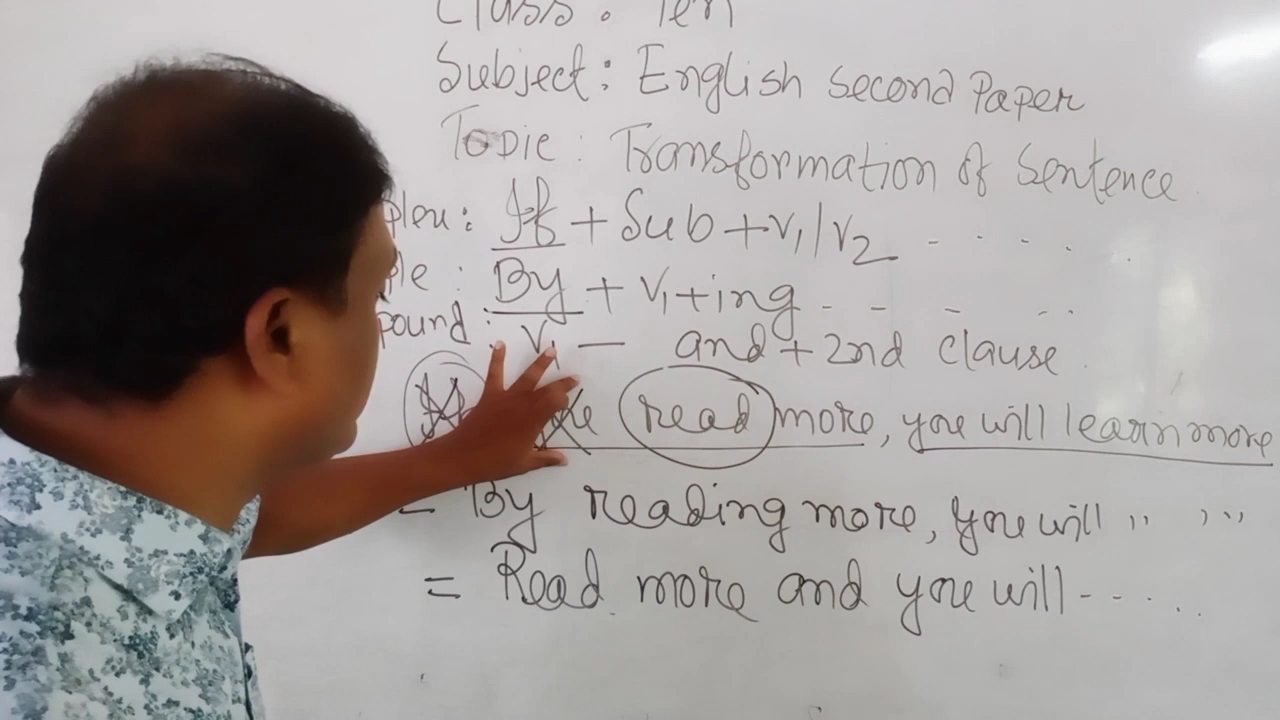 Class : Ten
Subject : English Second Paper
Topic : Transformation of Sentence
plex : If + Sub + V1/V2 - - - .
ple : By + V1+ing - - - - .
pound : V1 — and + 2nd clause.
read more, you will learn more
= By reading more, you will ,, ,,,
= Read more and you will - - - . .